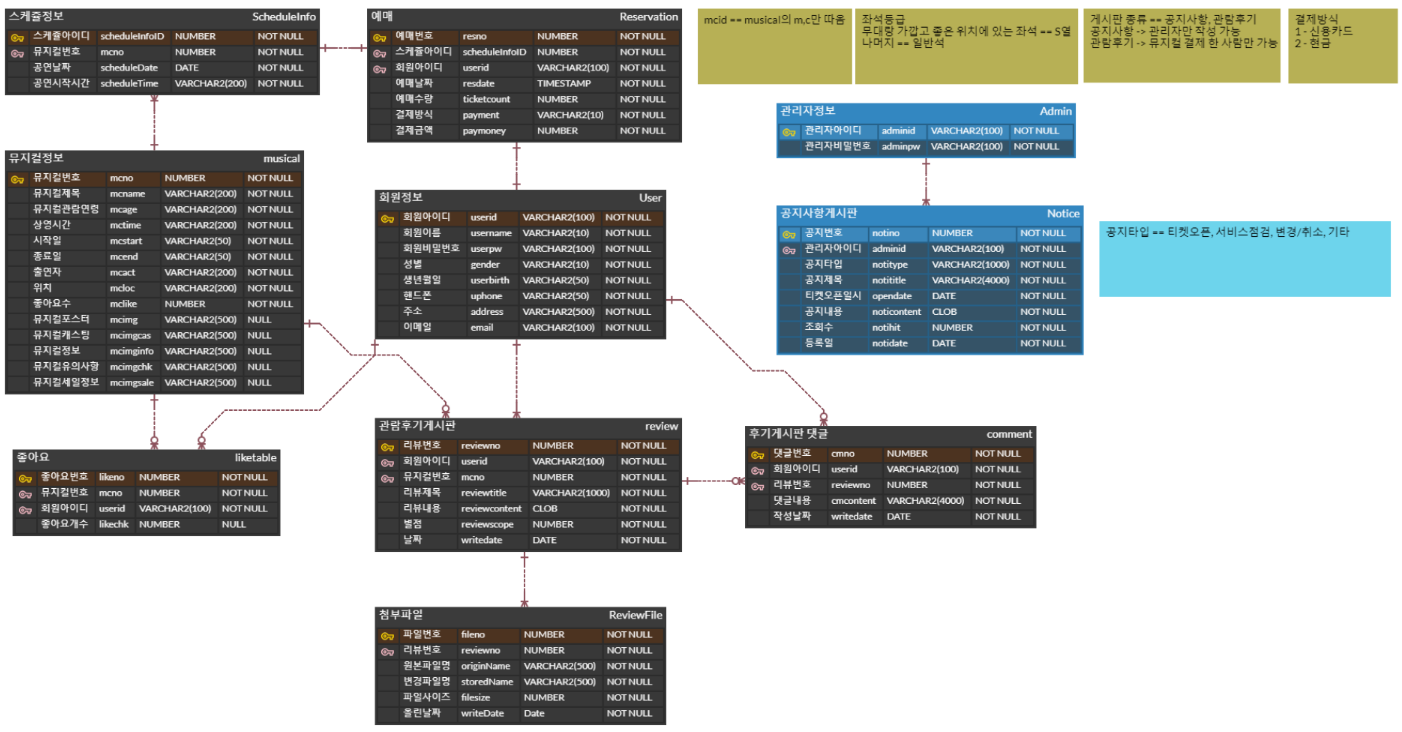 스케쥴정보 ScheduleInfo
스케쥴아이디 scheduleInfoID NUMBER NOT NULL
뮤지컬번호 mcno NUMBER NOT NULL
공연날짜 scheduleDate DATE NOT NULL
공연시작시간 scheduleTime VARCHAR2(200) NOT NULL
예매 Reservation
예매번호 resno NUMBER NOT NULL
스케쥴아이디 scheduleInfoID NUMBER NOT NULL
회원아이디 userid VARCHAR2(100) NOT NULL
예매날짜 resdate TIMESTAMP NOT NULL
예매수량 ticketcount NUMBER NOT NULL
결제방식 payment VARCHAR2(10) NOT NULL
결제금액 paymoney NUMBER NOT NULL
mcid == musical의 m,c만 따옴
좌석등급
무대랑 가깝고 좋은 위치에 있는 좌석 == S열
나머지 == 일반석
게시판 종류 == 공지사항, 관람후기
공지사항 -> 관리자만 작성 가능
관람후기 -> 뮤지컬 결제 한 사람만 가능
결제방식
1 - 신용카드
2 - 현금
관리자정보 Admin
관리자아이디 adminid VARCHAR2(100) NOT NULL
관리자비밀번호 adminpw VARCHAR2(100) NOT NULL
뮤지컬정보 musical
뮤지컬번호 mcno NUMBER NOT NULL
뮤지컬제목 mcname VARCHAR2(200) NOT NULL
뮤지컬관람연령 mcage VARCHAR2(200) NOT NULL
상영시간 mctime VARCHAR2(200) NOT NULL
시작일 mcstart VARCHAR2(50) NOT NULL
종료일 mcend VARCHAR2(50) NOT NULL
출연자 mcact VARCHAR2(200) NOT NULL
위치 mcloc VARCHAR2(200) NOT NULL
좋아요수 mclike NUMBER NOT NULL
뮤지컬포스터 mcimg VARCHAR2(500) NULL
뮤지컬캐스팅 mcimgcas VARCHAR2(500) NULL
뮤지컬정보 mcimginfo VARCHAR2(500) NULL
뮤지컬유의사항 mcimgchk VARCHAR2(500) NULL
뮤지컬세일정보 mcimgsale VARCHAR2(500) NULL
회원정보 User
회원아이디 userid VARCHAR2(100) NOT NULL
회원이름 username VARCHAR2(10) NOT NULL
회원비밀번호 userpw VARCHAR2(100) NOT NULL
성별 gender VARCHAR2(10) NOT NULL
생년월일 userbirth VARCHAR2(50) NOT NULL
핸드폰 uphone VARCHAR2(50) NOT NULL
주소 address VARCHAR2(500) NOT NULL
이메일 email VARCHAR2(100) NOT NULL
공지사항게시판 Notice
공지번호 notino NUMBER NOT NULL
관리자아이디 adminid VARCHAR2(100) NOT NULL
공지타입 notitype VARCHAR2(1000) NOT NULL
공지제목 notititle VARCHAR2(4000) NOT NULL
티켓오픈일시 opendate DATE NOT NULL
공지내용 noticontent CLOB NOT NULL
조회수 notihit NUMBER NOT NULL
등록일 notidate DATE NOT NULL
공지타입 == 티켓오픈, 서비스점검, 변경/취소, 기타
좋아요 liketable
좋아요번호 likeno NUMBER NOT NULL
뮤지컬번호 mcno NUMBER NOT NULL
회원아이디 userid VARCHAR2(100) NOT NULL
좋아요개수 likechk NUMBER NULL
관람후기게시판 review
리뷰번호 reviewno NUMBER NOT NULL
회원아이디 userid VARCHAR2(100) NOT NULL
뮤지컬번호 mcno NUMBER NOT NULL
리뷰제목 reviewtitle VARCHAR2(1000) NOT NULL
리뷰내용 reviewcontent CLOB NOT NULL
별점 reviewscope NUMBER NOT NULL
날짜 writedate DATE NOT NULL
후기게시판 댓글 comment
댓글번호 cmno NUMBER NOT NULL
회원아이디 userid VARCHAR2(100) NOT NULL
리뷰번호 reviewno NUMBER NOT NULL
댓글내용 cmcontent VARCHAR2(4000) NOT NULL
작성날짜 writedate DATE NOT NULL
첨부파일 ReviewFile
파일번호 fileno NUMBER NOT NULL
리뷰번호 reviewno NUMBER NOT NULL
원본파일명 originName VARCHAR2(500) NOT NULL
변경파일명 storedName VARCHAR2(500) NOT NULL
파일사이즈 filesize NUMBER NOT NULL
올린날짜 writeDate Date NOT NULL